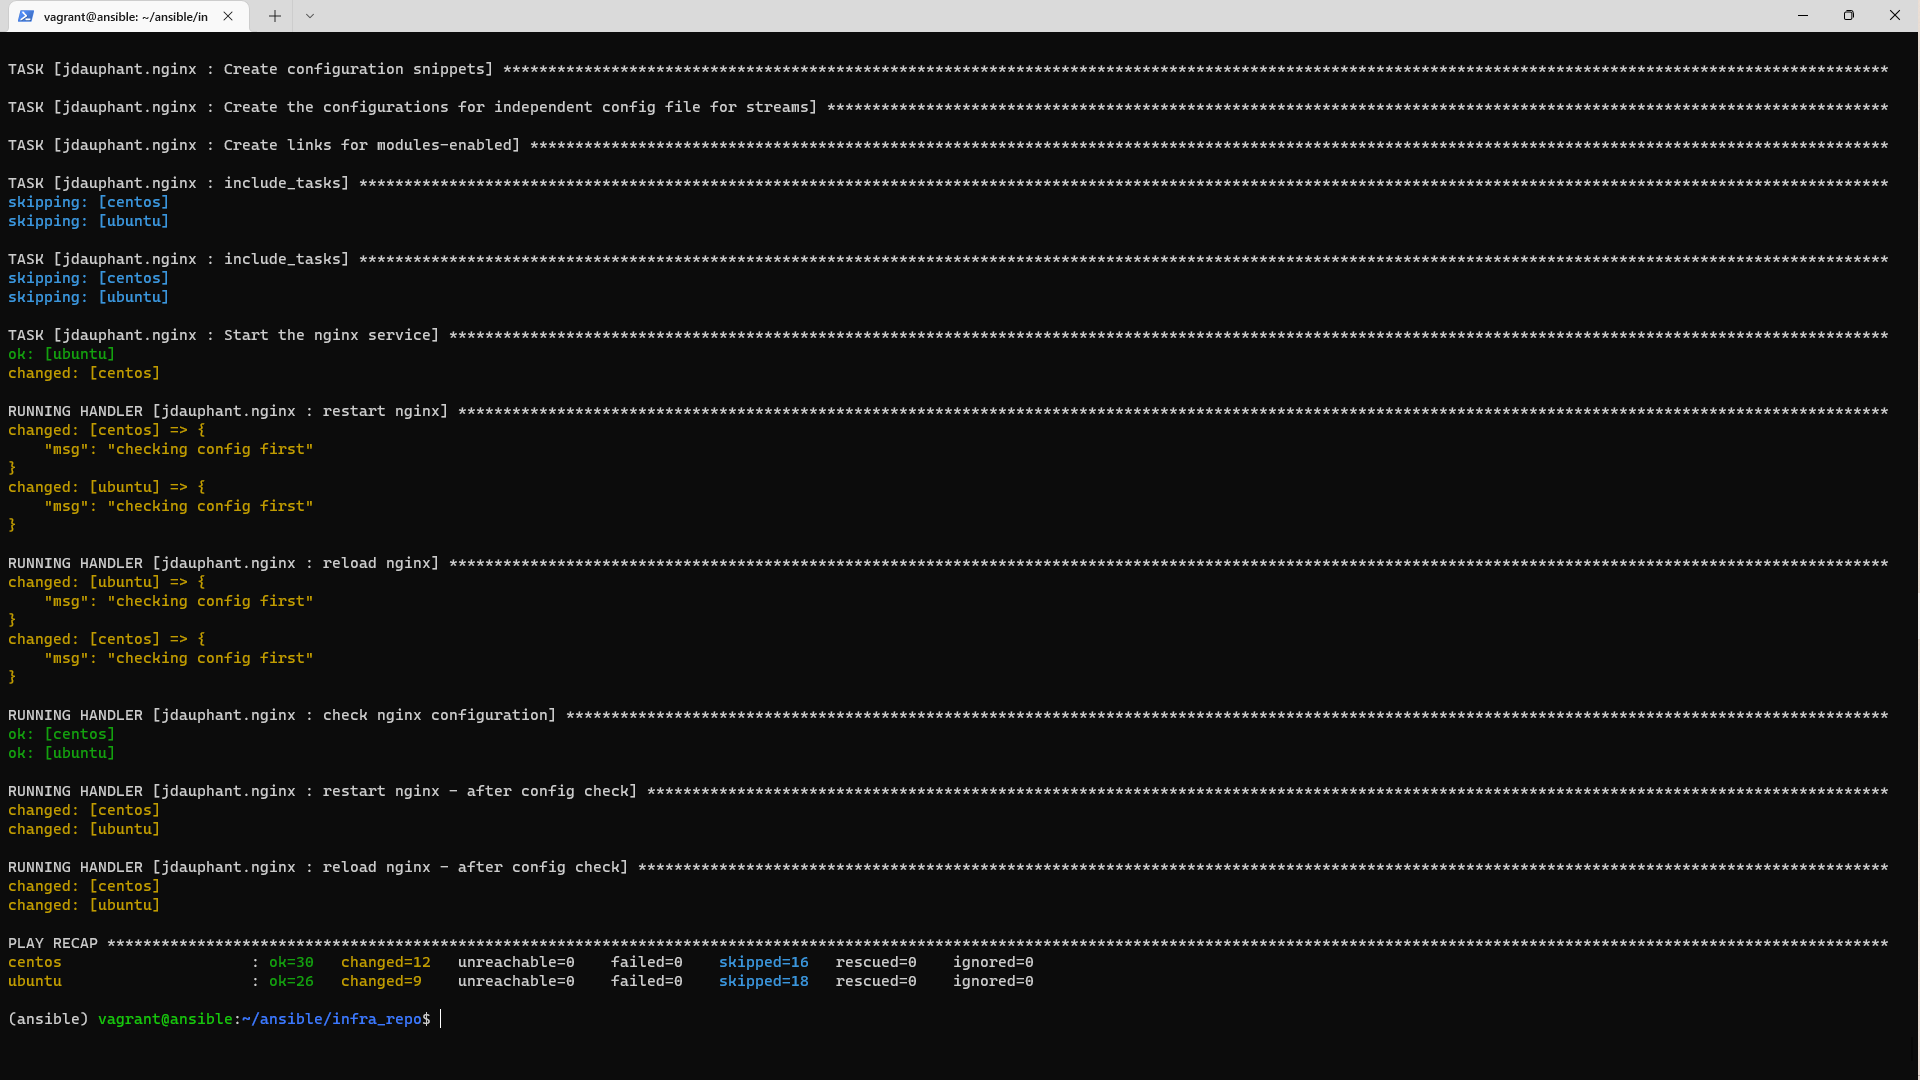 vagrant@ansible: ~/ansible/in
TASK [jdauphant.nginx : Create configuration snippets] ***
TASK [jdauphant.nginx : Create the configurations for independent config file for streams] ***
TASK [jdauphant.nginx : Create links for modules-enabled] ***
TASK [jdauphant.nginx : include_tasks] ***
skipping: [centos]
skipping: [ubuntu]
TASK [jdauphant.nginx : include_tasks] ***
skipping: [centos]
skipping: [ubuntu]
TASK [jdauphant.nginx : Start the nginx service] ***
ok: [ubuntu]
changed: [centos]
RUNNING HANDLER [jdauphant.nginx : restart nginx] ***
changed: [centos] => {
    "msg": "checking config first"
}
changed: [ubuntu] => {
    "msg": "checking config first"
}
RUNNING HANDLER [jdauphant.nginx : reload nginx] ***
changed: [ubuntu] => {
    "msg": "checking config first"
}
changed: [centos] => {
    "msg": "checking config first"
}
RUNNING HANDLER [jdauphant.nginx : check nginx configuration] ***
ok: [centos]
ok: [ubuntu]
RUNNING HANDLER [jdauphant.nginx : restart nginx - after config check] ***
changed: [centos]
changed: [ubuntu]
RUNNING HANDLER [jdauphant.nginx : reload nginx - after config check] ***
changed: [centos]
changed: [ubuntu]
PLAY RECAP ***
centos                     : ok=30   changed=12   unreachable=0    failed=0    skipped=16   rescued=0    ignored=0
ubuntu                     : ok=26   changed=9    unreachable=0    failed=0    skipped=18   rescued=0    ignored=0
(ansible) vagrant@ansible:~/ansible/infra_repo$